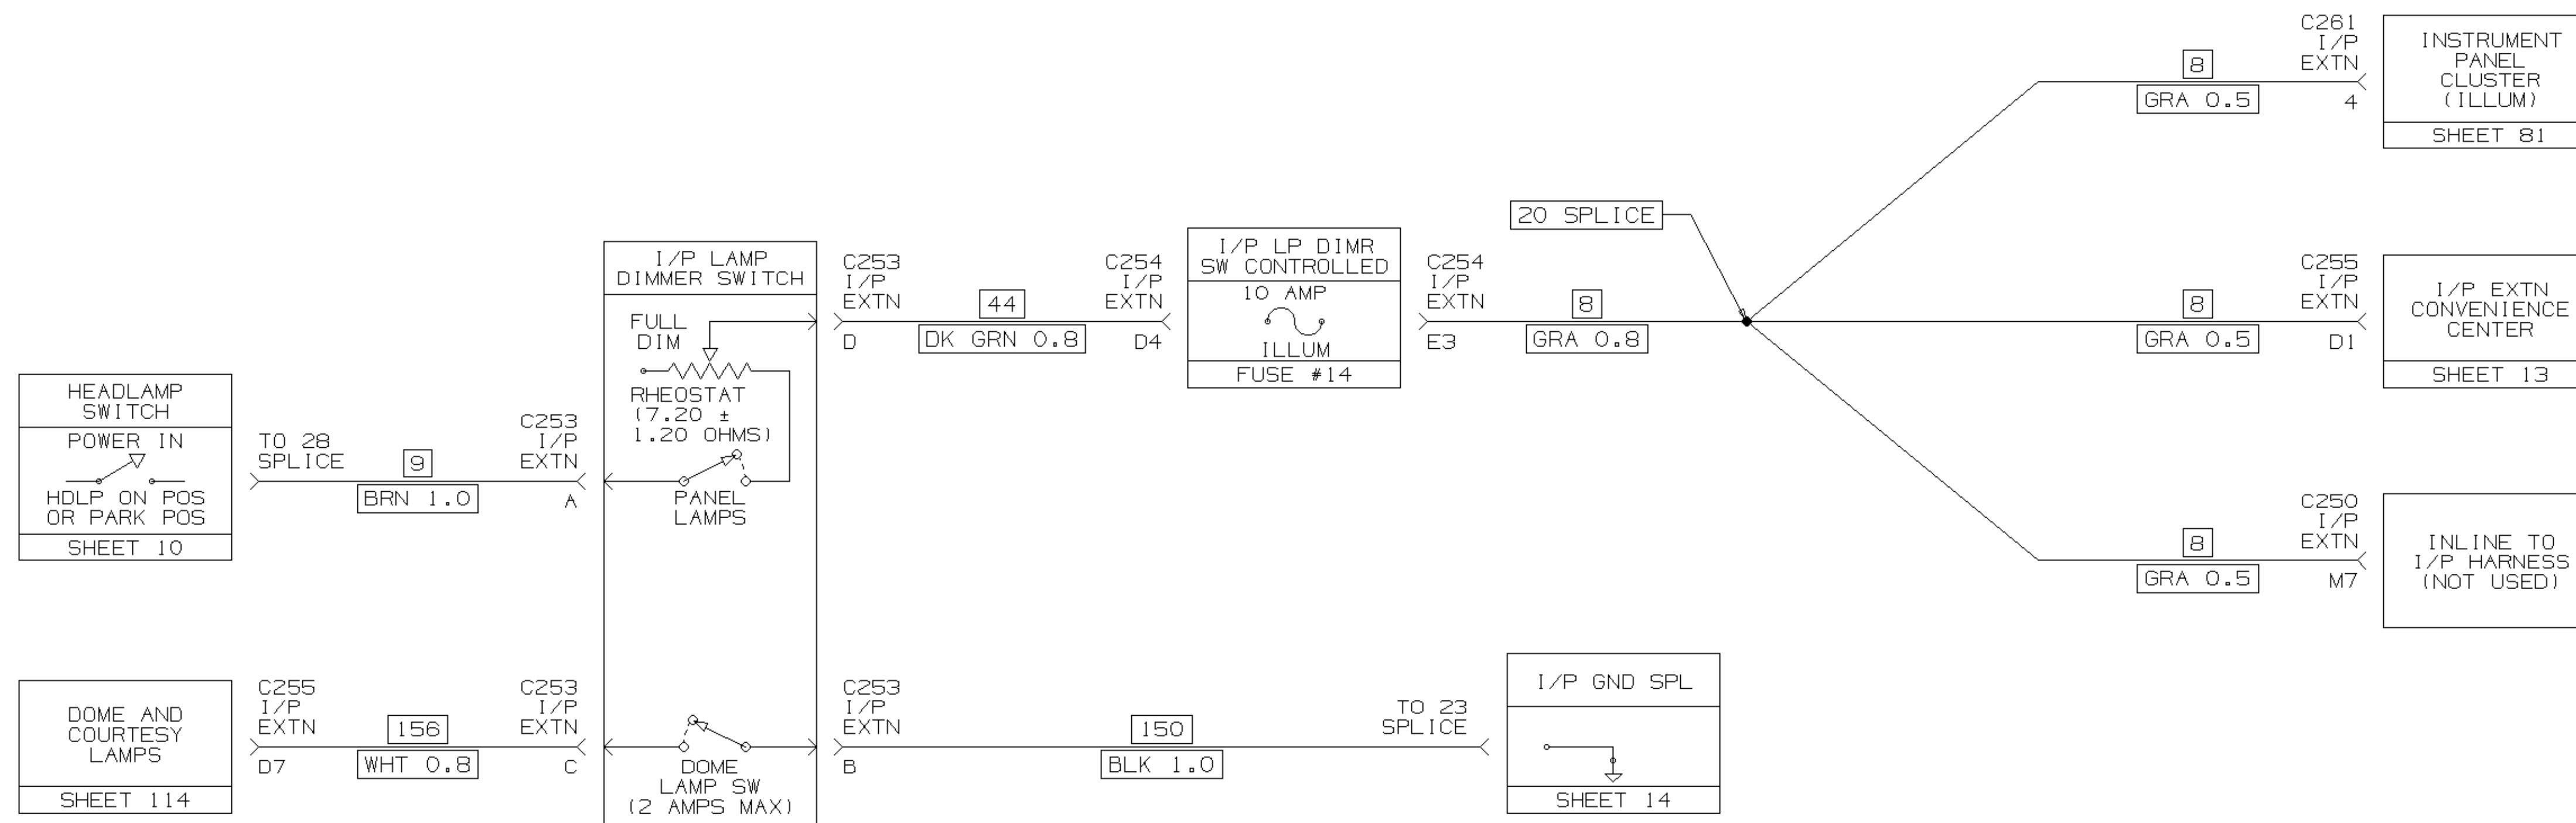 HEADLAMP
SWITCH
POWER IN
HDLP ON POS
OR PARK POS
SHEET 10
TO 28
SPLICE
9
BRN 1.0
C253
I/P
EXTN
A
DOME AND
COURTESY
LAMPS
SHEET 114
C255
I/P
EXTN
D7
156
WHT 0.8
C253
I/P
EXTN
C
I/P LAMP
DIMMER SWITCH
FULL
DIM
RHEOSTAT
(7.20 ±
1.20 OHMS)
PANEL
LAMPS
DOME
LAMP SW
(2 AMPS MAX)
C253
I/P
EXTN
D
44
DK GRN 0.8
C254
I/P
EXTN
D4
I/P LP DIMR
SW CONTROLLED
10 AMP
ILLUM
FUSE #14
C254
I/P
EXTN
E3
8
GRA 0.8
20 SPLICE
C253
I/P
EXTN
B
150
BLK 1.0
TO 23
SPLICE
I/P GND SPL
SHEET 14
8
GRA 0.5
C261
I/P
EXTN
4
INSTRUMENT
PANEL
CLUSTER
(ILLUM)
SHEET 81
8
GRA 0.5
C255
I/P
EXTN
D1
I/P EXTN
CONVENIENCE
CENTER
SHEET 13
8
GRA 0.5
C250
I/P
EXTN
M7
INLINE TO
I/P HARNESS
(NOT USED)